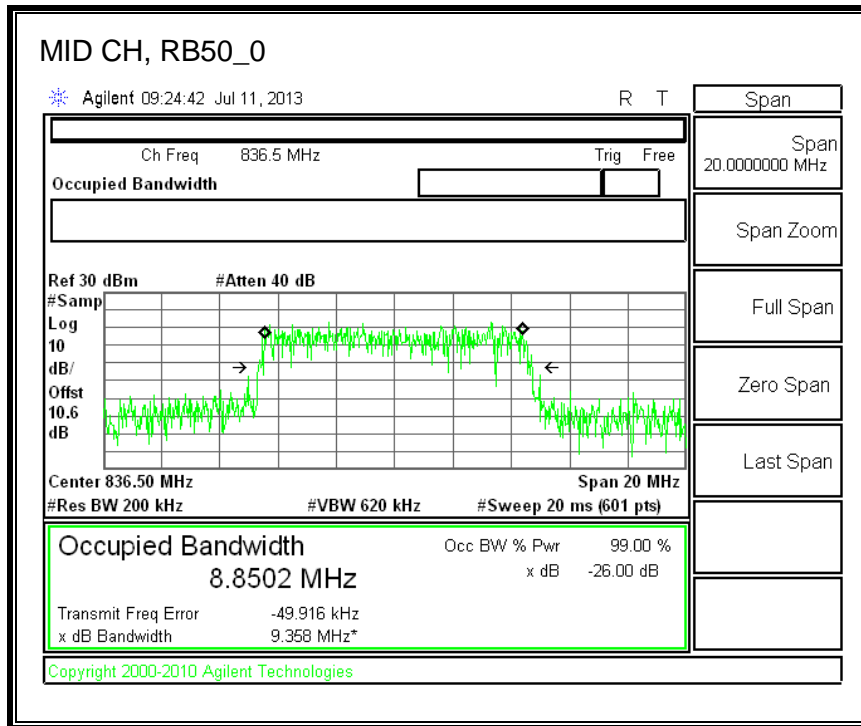 MID CH, RB50_0
Agilent 09:24:42 Jul 11, 2013 R T
Span
Ch Freq 836.5 MHz Trig Free
Occupied Bandwidth
Span
20.0000000 MHz
Span Zoom
Full Span
Zero Span
Last Span
Ref 30 dBm #Atten 40 dB
#Samp
Log
10
dB/
Offst
10.6
dB
Center 836.50 MHz Span 20 MHz
#Res BW 200 kHz #VBW 620 kHz #Sweep 20 ms (601 pts)
Occupied Bandwidth Occ BW % Pwr 99.00 %
8.8502 MHz x dB -26.00 dB
Transmit Freq Error -49.916 kHz
x dB Bandwidth 9.358 MHz*
Copyright 2000-2010 Agilent Technologies